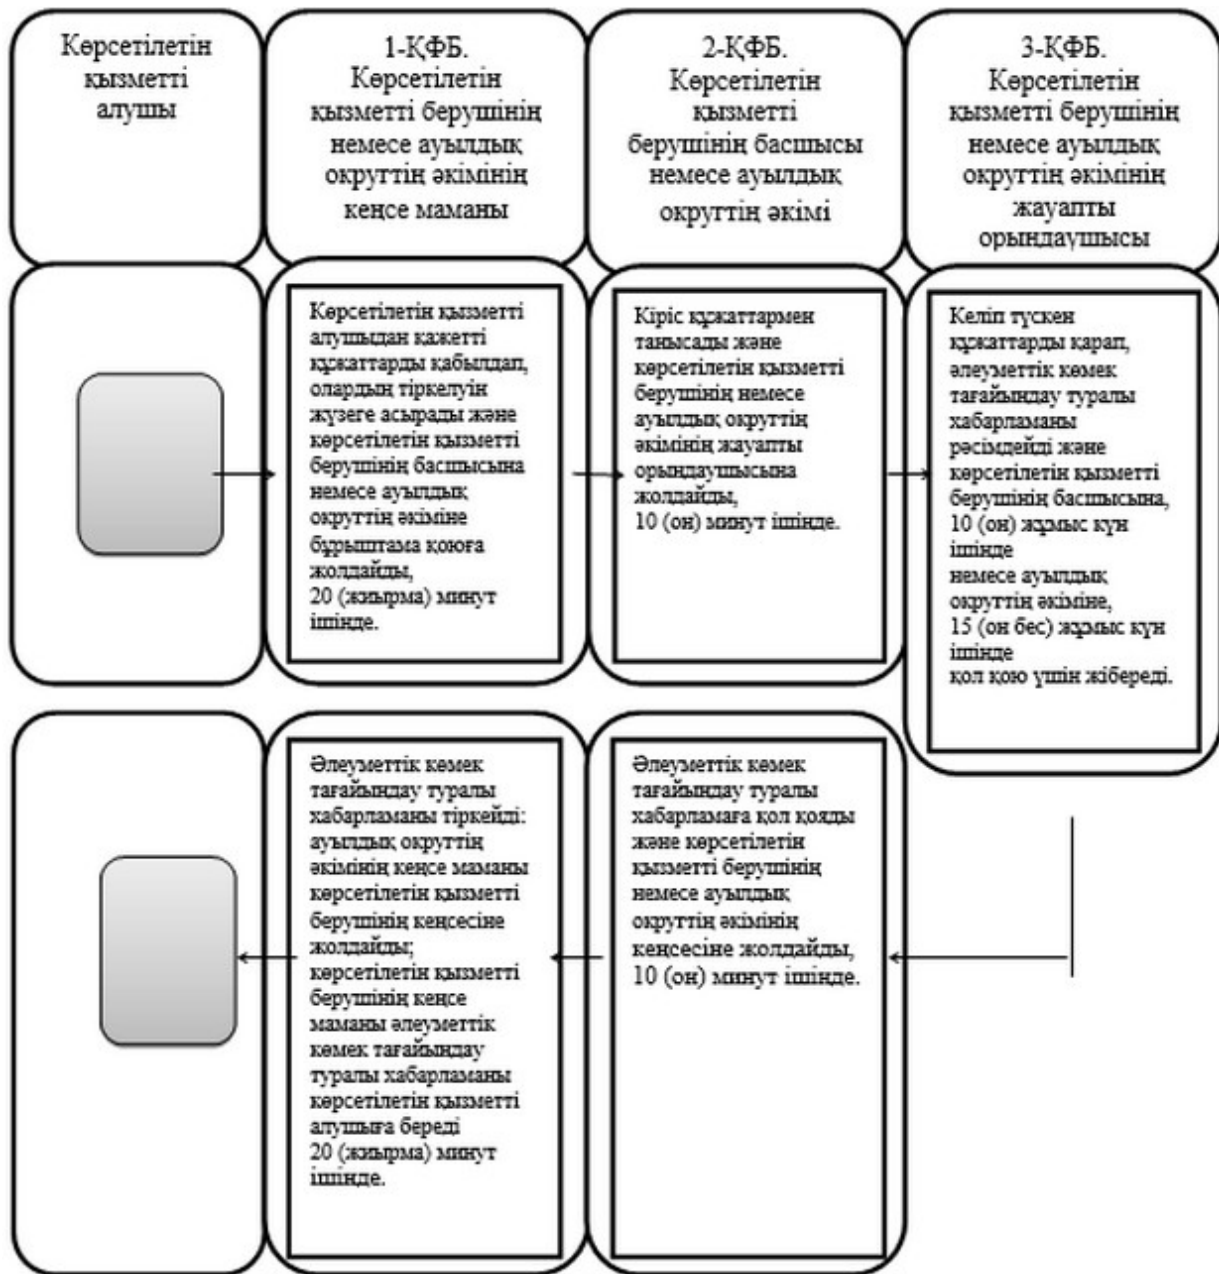 Көрсетілетін
қызметті
алушы
1-ҚФБ.
Көрсетілетін
қызметті берушінің
немесе ауылдық
округтің әкімінің
кеңсе маманы
2-ҚФБ.
Көрсетілетін
қызметті
берушінің басшысы
немесе ауылдық
округтің әкімі
3-ҚФБ.
Көрсетілетін
қызметті берушінің
немесе ауылдық
округтің әкімінің
жауапты
орындаушысы
Көрсетілетін қызметті
алушыдан қажетті
құжаттарды қабылдап,
олардың тіркелуін
жүзеге асырады және
көрсетілетін қызметті
берушінің басшысына
немесе ауылдық
округтің әкіміне
бұрыштама қоюға
жолдайды,
20 (жиырма) минут
ішінде.
Кіріс құжаттармен
танысады және
көрсетілетін қызметті
берушінің немесе
ауылдық округтің
әкімінің жауапты
орындаушысына
жолдайды,
10 (он) минут ішінде.
Келіп түскен
құжаттарды қарап,
әлеуметтік көмек
тағайындау туралы
хабарламаны
рәсімдейді және
көрсетілетін қызметті
берушінің басшысына,
10 (он) жұмыс күн
ішінде
немесе ауылдық
округтің әкіміне,
15 (он бес) жұмыс күн
ішінде
қол қою үшін жібереді.
Әлеуметтік көмек
тағайындау туралы
хабарламаны тіркейді:
ауылдық округтің
әкімінің кеңсе маманы
көрсетілетін қызметті
берушінің кеңсесіне
жолдайды;
көрсетілетін қызметті
берушінің кеңсе
маманы әлеуметтік
көмек тағайындау
туралы хабарламаны
көрсетілетін қызметті
алушыға береді
20 (жиырма) минут
ішінде.
Әлеуметтік көмек
тағайындау туралы
хабарламаға қол қояды
және көрсетілетін
қызметті берушінің
немесе ауылдық
округтің әкімінің
кеңсесіне жолдайды,
10 (он) минут ішінде.